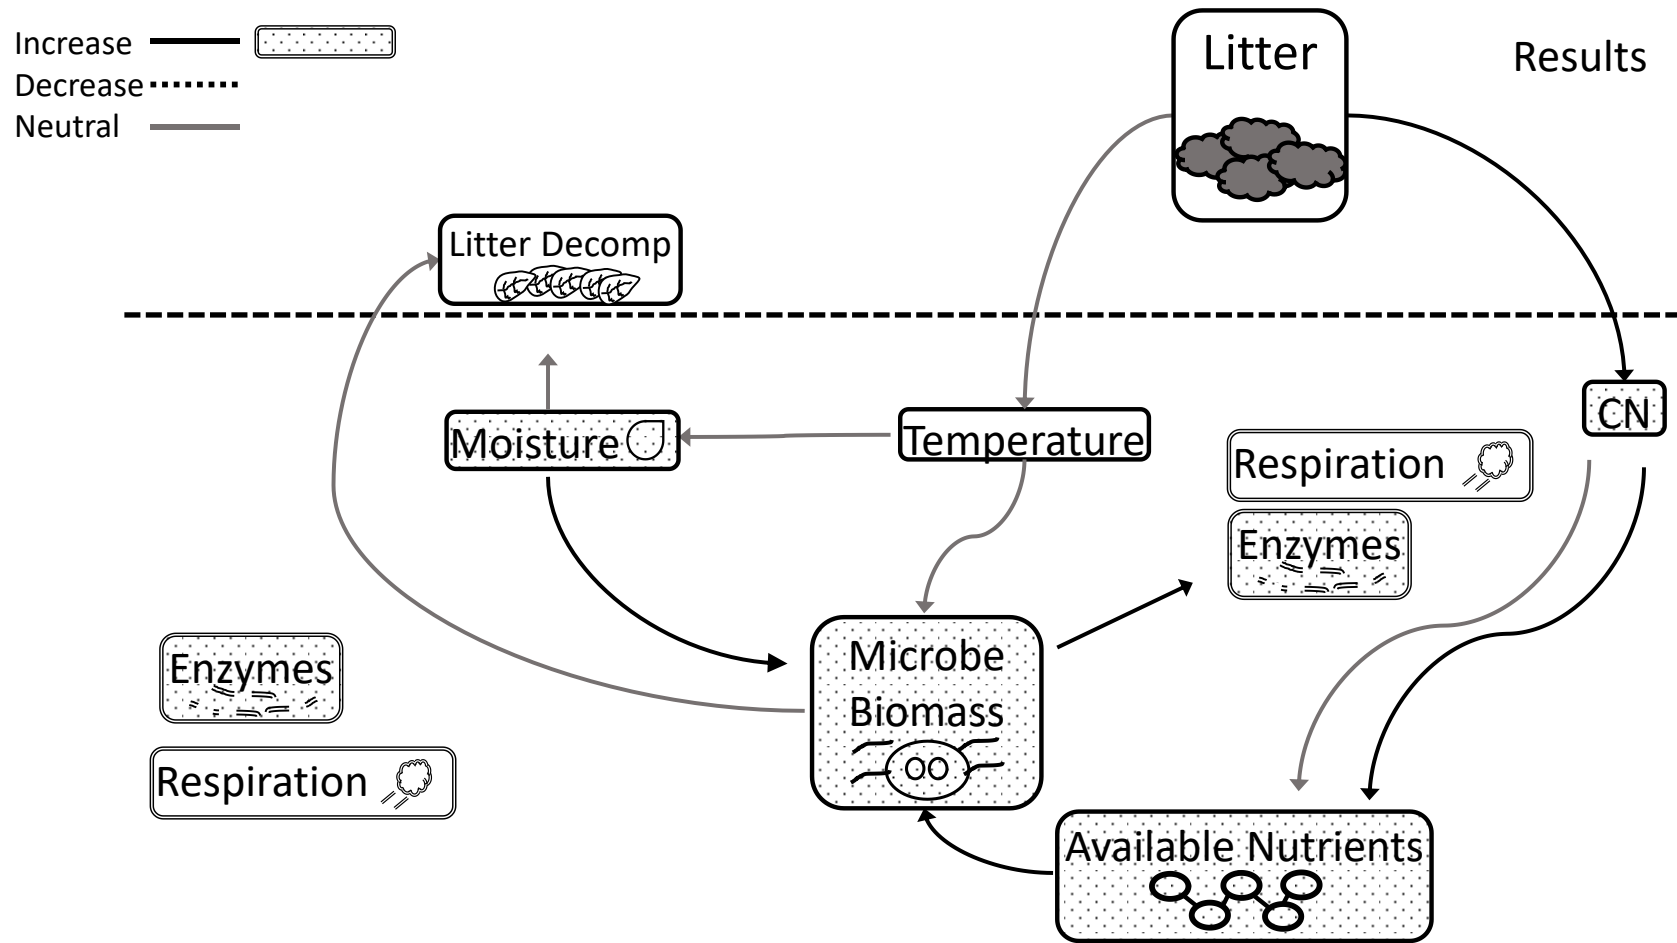 Increase
Decrease
Neutral
Litter
Results
Litter Decomp
Moisture
Temperature
CN
Respiration
Enzymes
Microbe
Biomass
Enzymes
Respiration
Available Nutrients